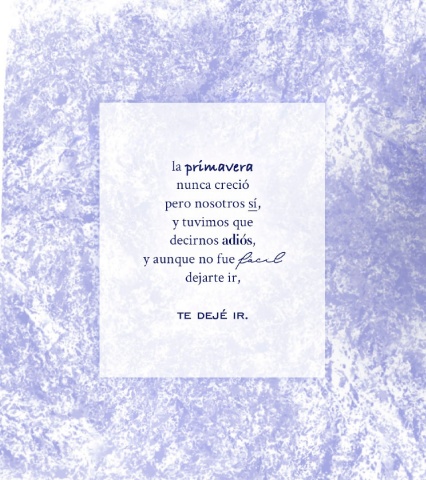 la primavera
nunca creció
pero nosotros sí,
y tuvimos que
decirnos adiós,
y aunque no fue facil
dejarte ir,
TE DEJÉ IR.